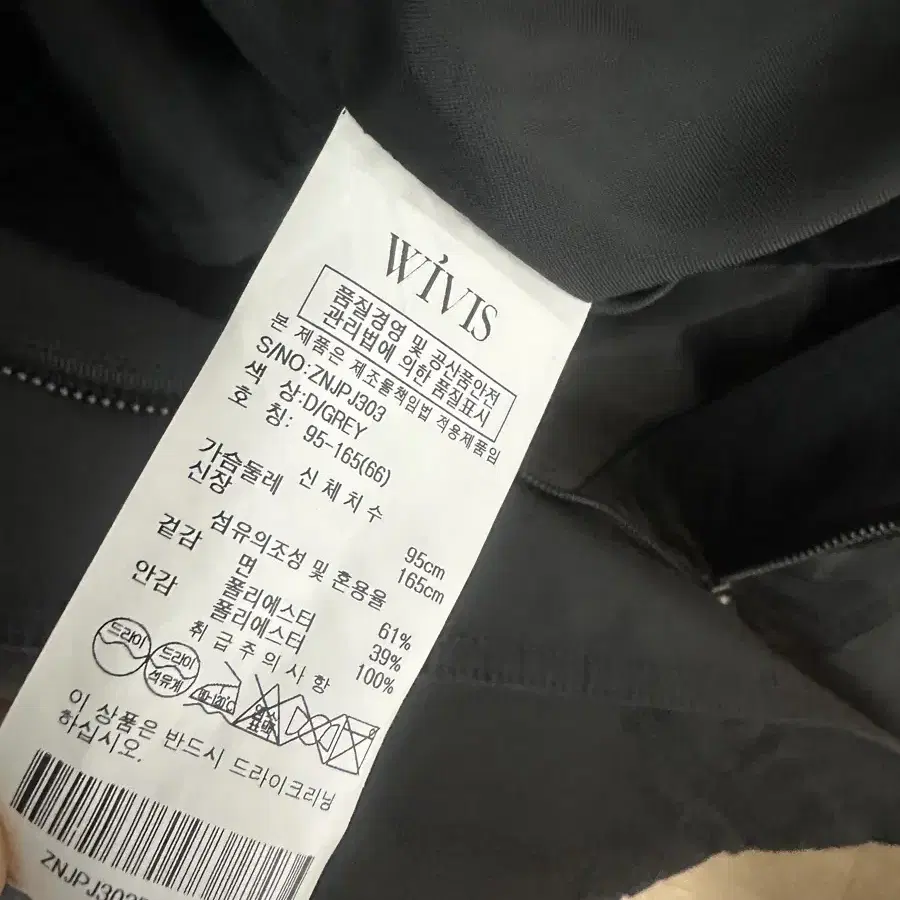 W'IVIS
품질경영 및 공산품안전
관리법에 의한 품질표시
본 제품은 제조물책임법 적용제품임
S/NO:ZNJPJ303
색 상:D/GREY
호 칭: 95-165(66)
신체치수
가슴둘레 95cm
신장 165cm
섬유의조성 및 혼용율
겉감 면 61%
폴리에스터 39%
안감 폴리에스터 100%
취급주의사항
드라이
드라이
석유계
120℃
염소
표백
이 상품은 반드시 드라이크리닝
하십시오.